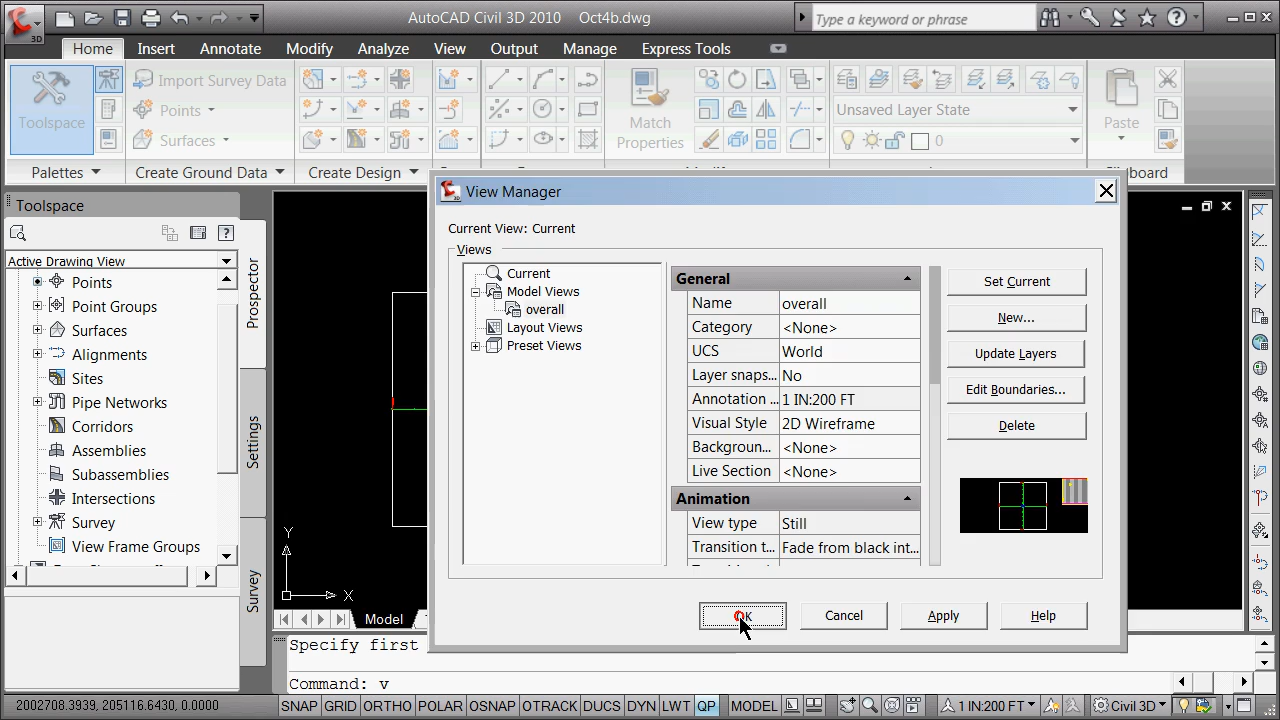 AutoCAD Civil 3D 2010 Oct4b.dwg
Type a keyword or phrase
3D
Home Insert Annotate Modify Analyze View Output Manage Express Tools
Toolspace
Import Survey Data
Points
Surfaces
Match Properties
Unsaved Layer State
0
Paste
Palettes
Create Ground Data
Create Design
Toolspace
Active Drawing View
Points
Point Groups
Surfaces
Alignments
Sites
Pipe Networks
Corridors
Assemblies
Subassemblies
Intersections
Survey
View Frame Groups
Prospector
Settings
Survey
View Manager
Current View: Current
Views
Current
Model Views
overall
Layout Views
Preset Views
General
Name overall
Category <None>
UCS World
Layer snaps... No
Annotation ... 1 IN:200 FT
Visual Style 2D Wireframe
Backgroun... <None>
Live Section <None>
Animation
View type Still
Transition t... Fade from black int...
Set Current
New...
Update Layers
Edit Boundaries...
Delete
OK Cancel Apply Help
Y
X
Model
Specify first
Command: v
2002708.3939, 205116.6430, 0.0000 SNAP GRID ORTHO POLAR OSNAP OTRACK DUCS DYN LWT QP MODEL 1 IN:200 FT Civil 3D